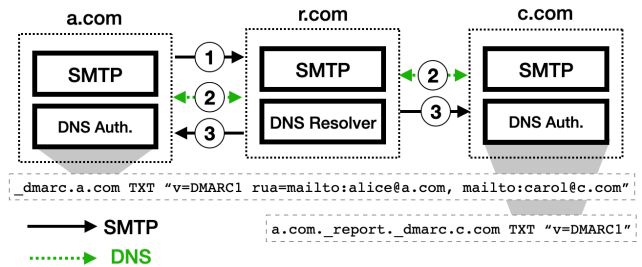 a.com r.com c.com
1
SMTP SMTP SMTP
2 2
DNS Auth. DNS Resolver DNS Auth.
3 3
_dmarc.a.com TXT “v=DMARC1 rua=mailto:alice@a.com, mailto:carol@c.com”
SMTP
a.com._report._dmarc.c.com TXT “v=DMARC1”
DNS